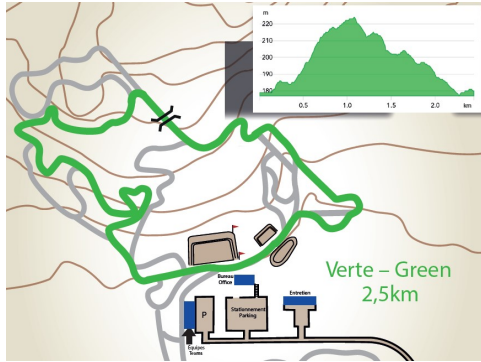 m
220
210
200
190
180
0.5
1.0
1.5
2.0
km
Verte – Green
2,5km
Bureau
Office
Entretien
P
Stationnement
Parking
Équipes
Teams